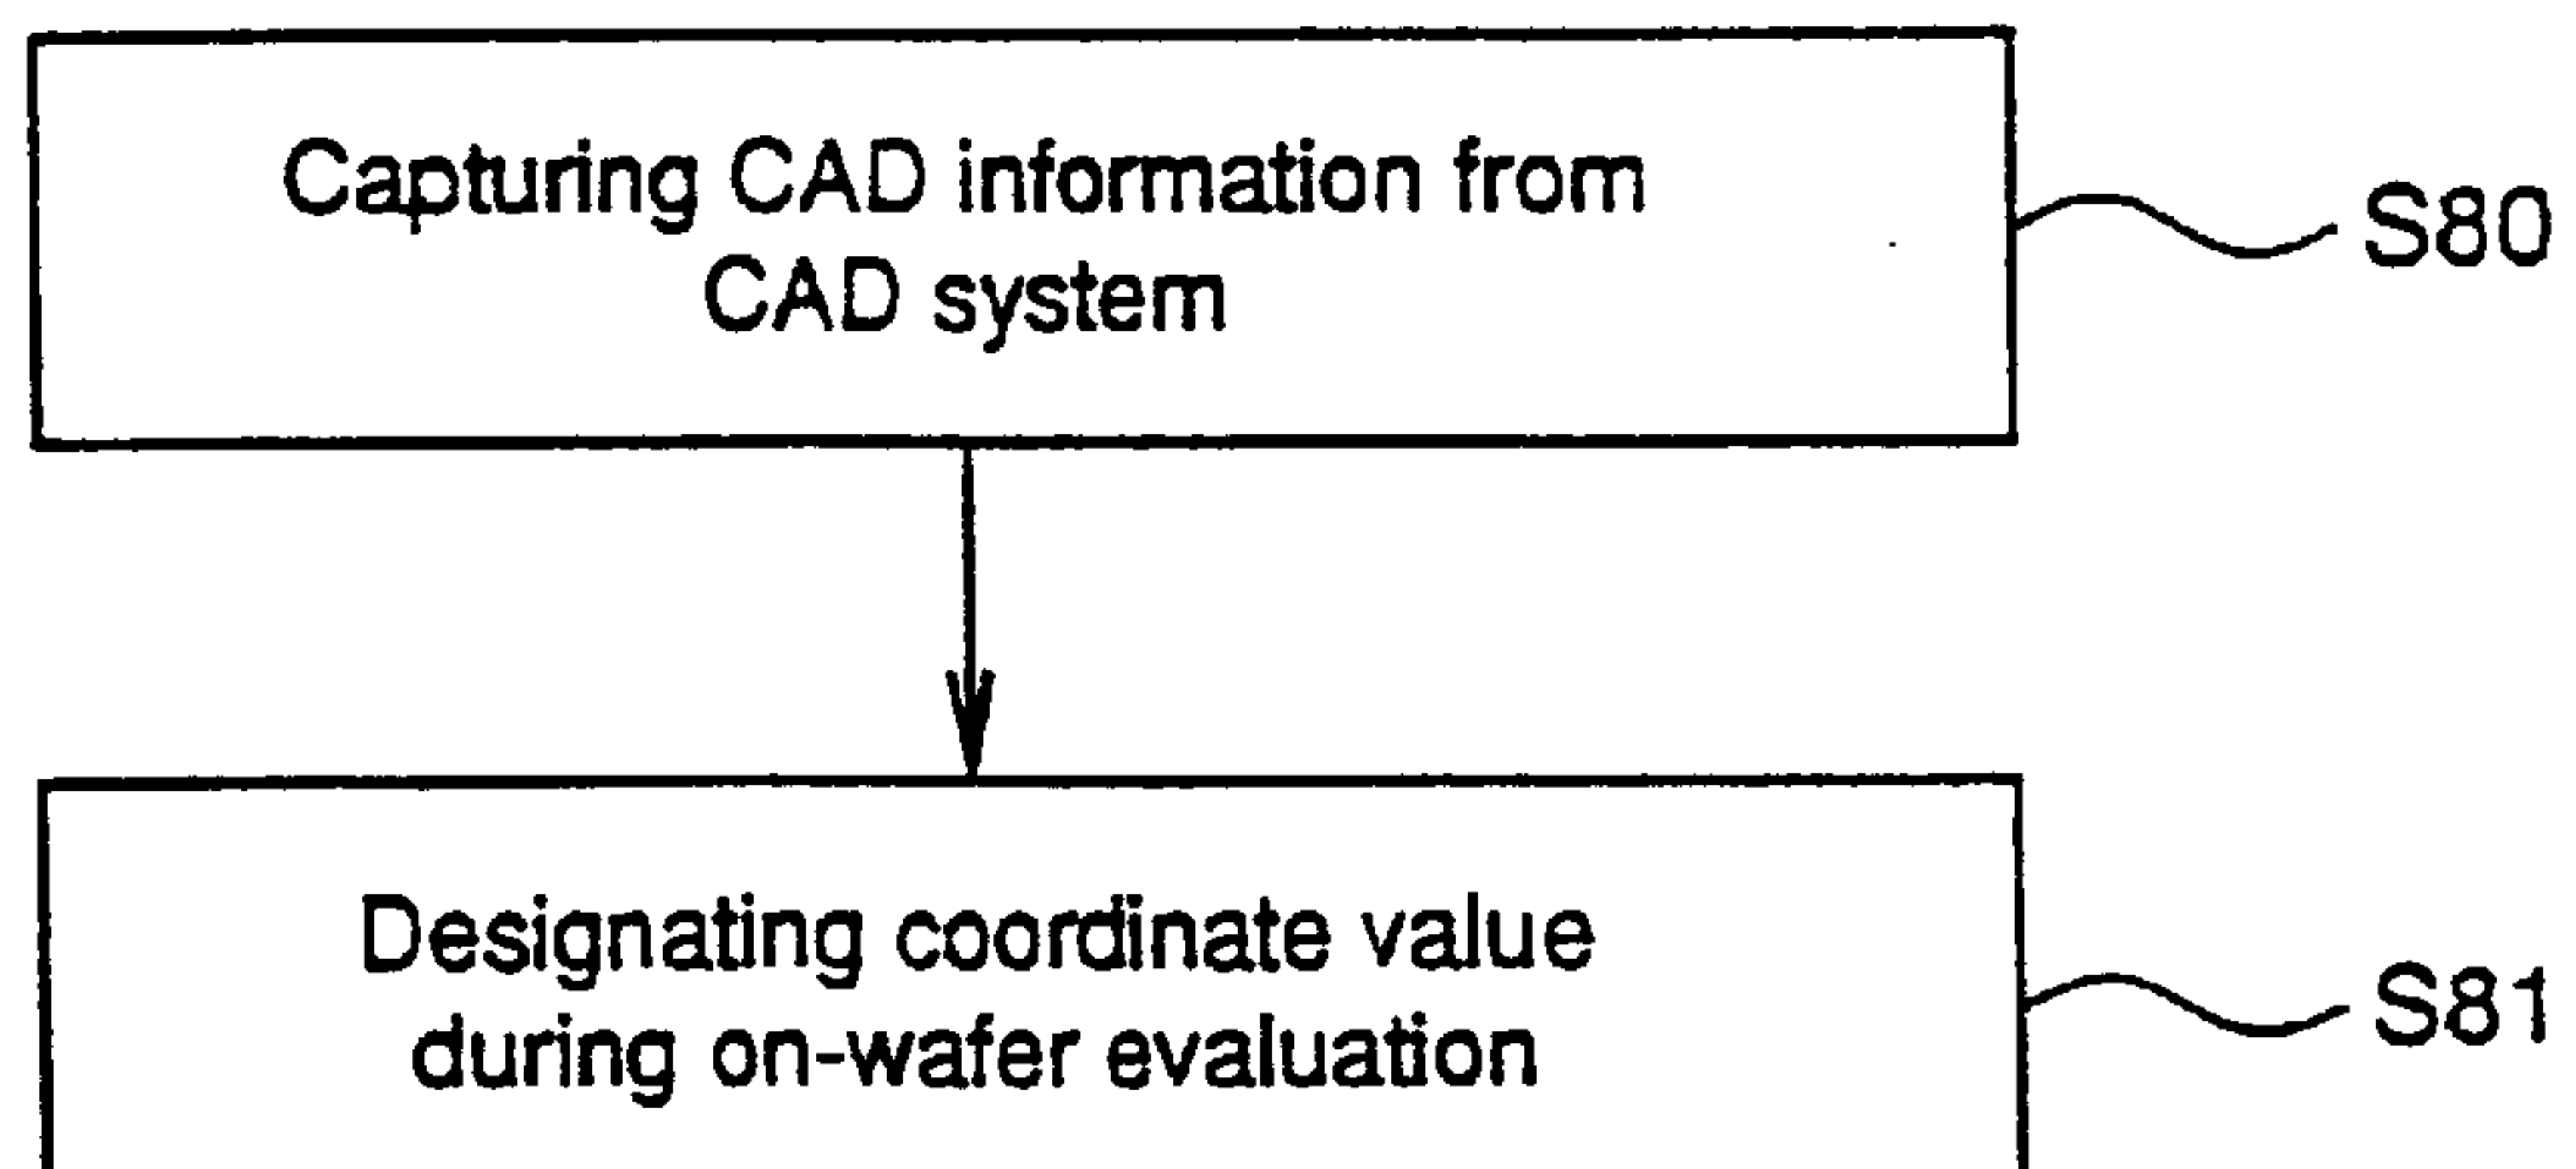 Capturing CAD information from
CAD system
S80
Designating coordinate value
during on-wafer evaluation
S81